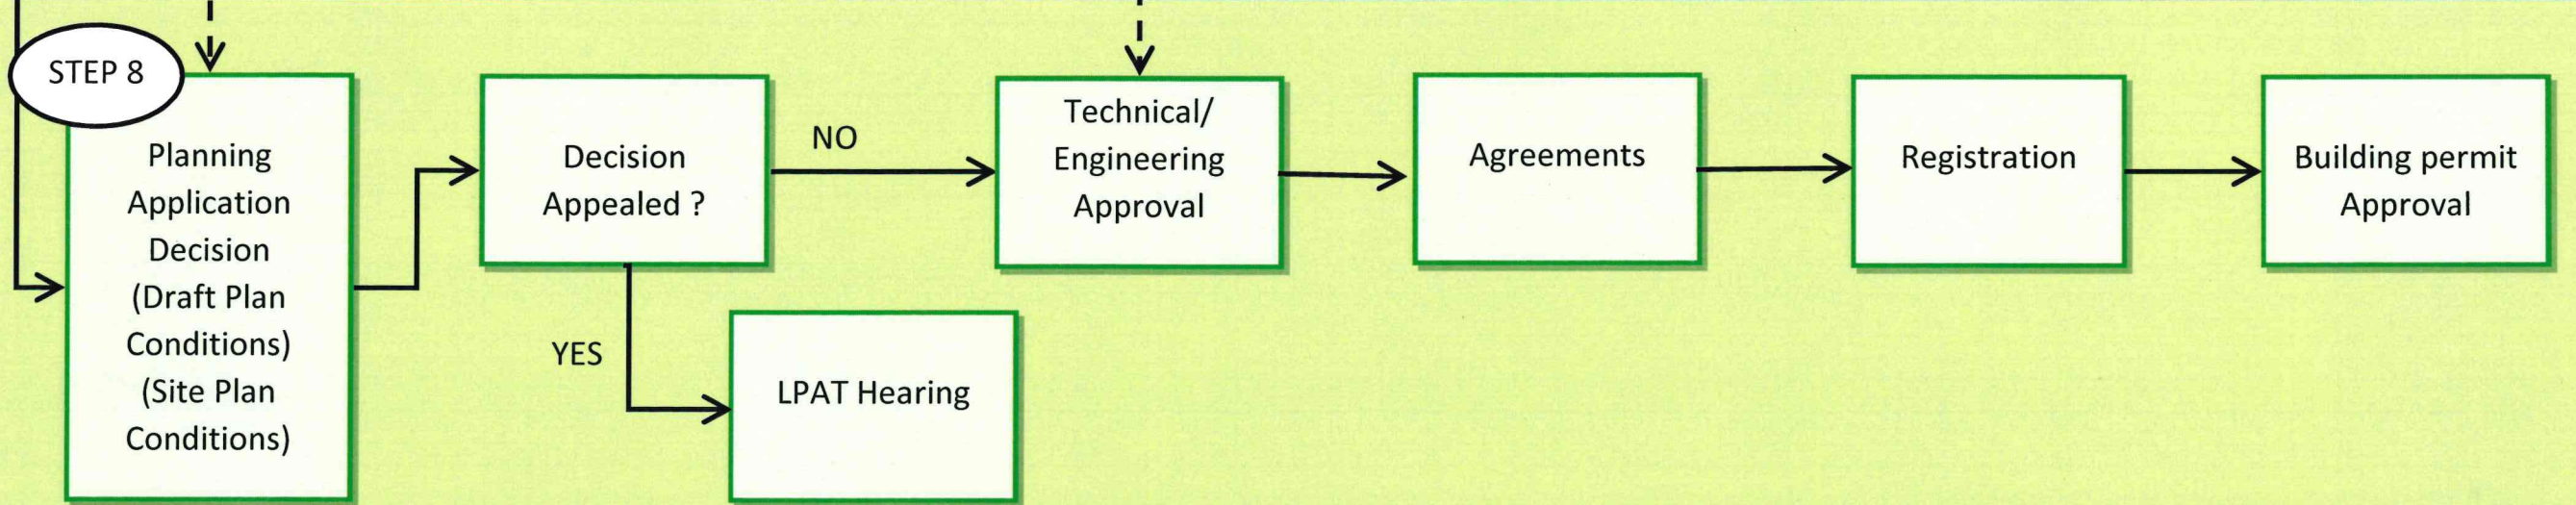 STEP 8
Planning
Application
Decision
(Draft Plan
Conditions)
(Site Plan
Conditions)
Decision
Appealed ?
NO
YES
LPAT Hearing
Technical/
Engineering
Approval
Agreements
Registration
Building permit
Approval